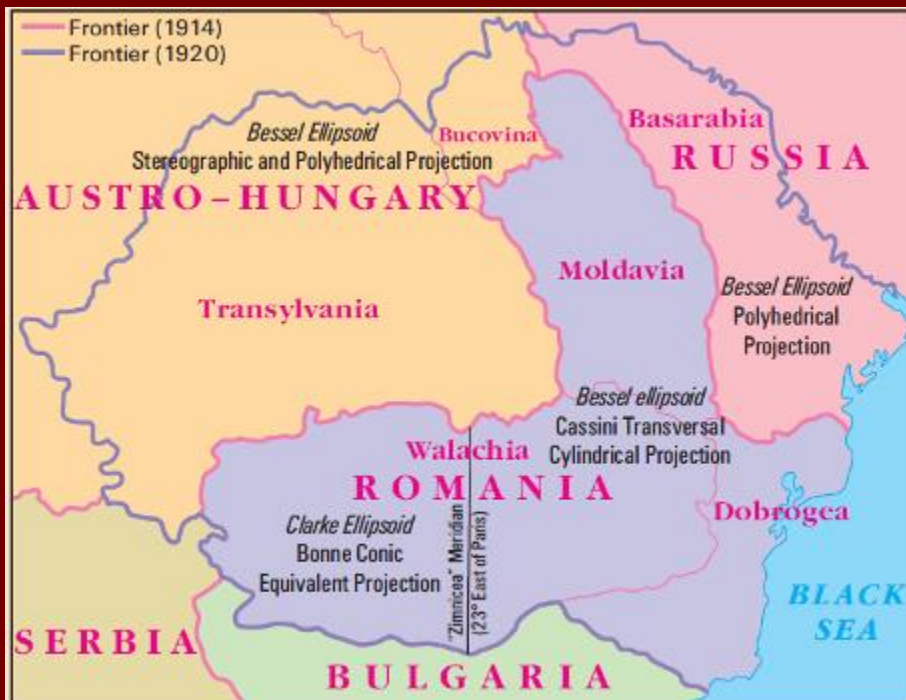 Frontier (1914)
Frontier (1920)
Bessel Ellipsoid
Stereographic and Polyhedrical Projection
AUSTRO-HUNGARY
Bucovina
Basarabia
RUSSIA
Transylvania
Moldavia
Bessel Ellipsoid
Polyhedrical
Projection
Bessel ellipsoid
Cassini Transversal
Cylindrical Projection
Walachia
ROMANIA
Dobrogea
Clarke Ellipsoid
Bonne Conic
Equivalent Projection
"Zimnicea" Meridian
(23° East of Paris)
BLACK
SEA
SERBIA
BULGARIA